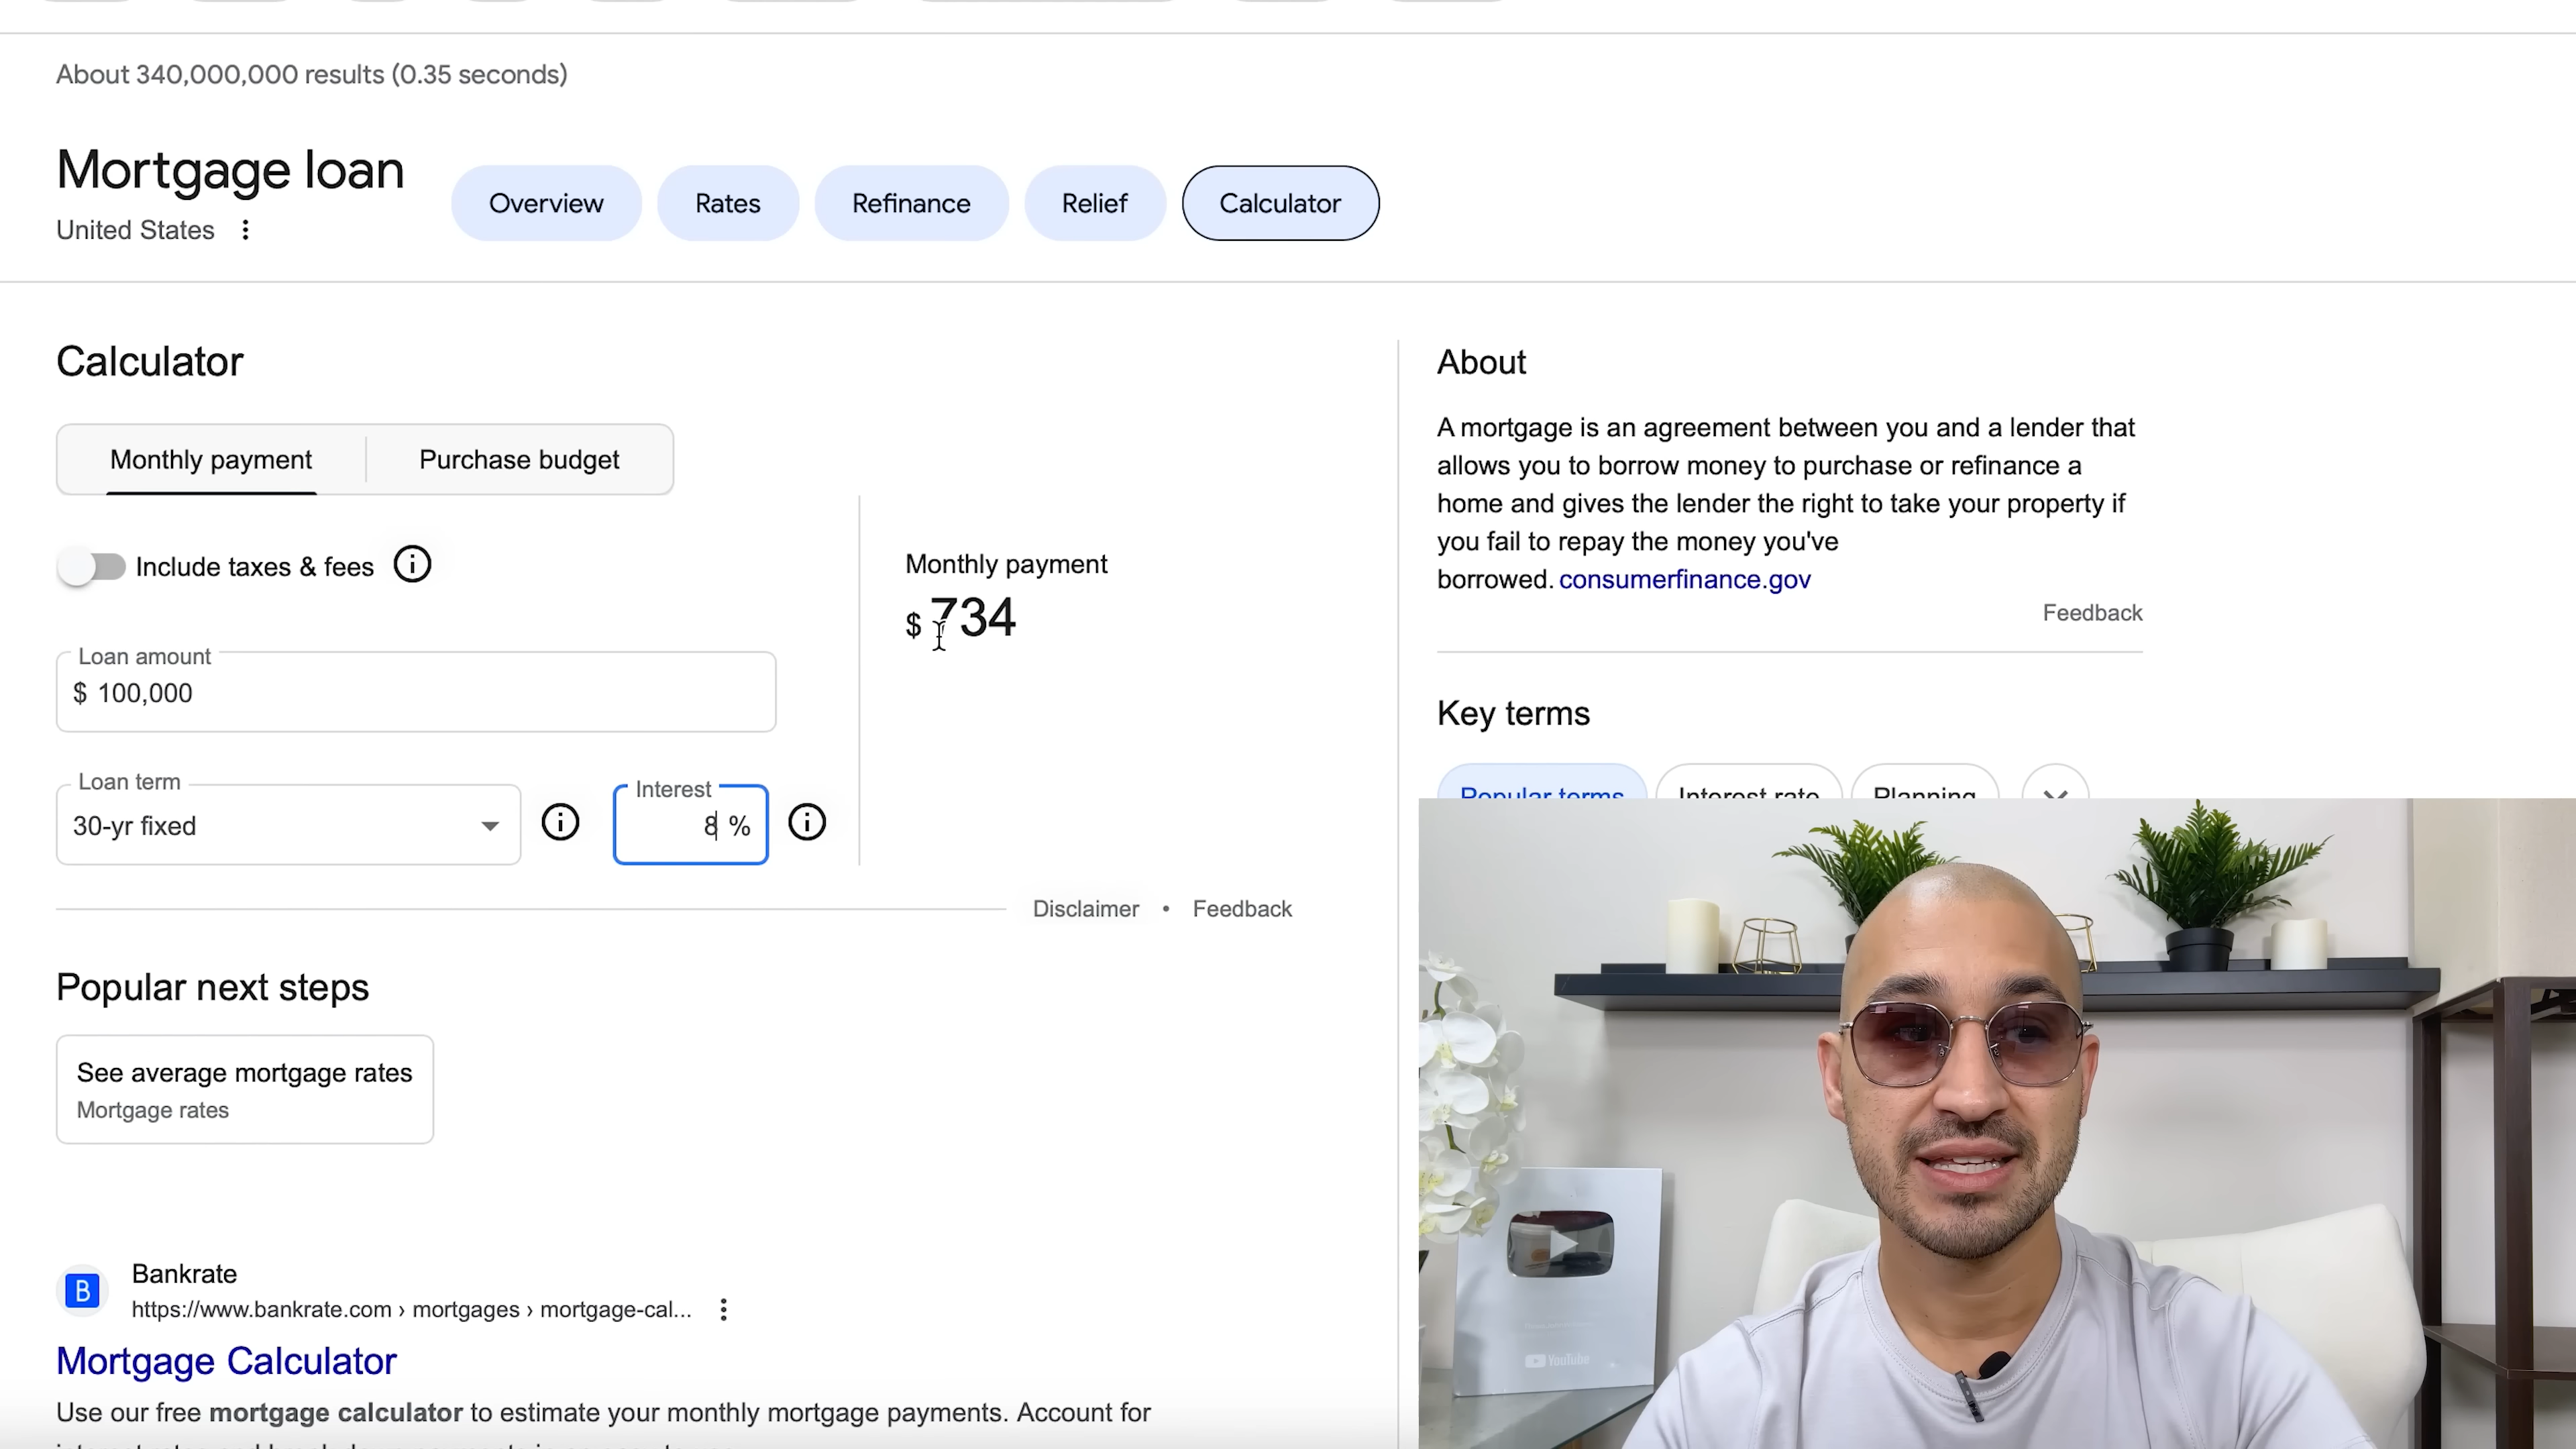 About 340,000,000 results (0.35 seconds)
Mortgage loan
United States
Overview
Rates
Refinance
Relief
Calculator
Calculator
Monthly payment
Purchase budget
Include taxes & fees
Loan amount
$ 100,000
Loan term
30-yr fixed
Interest
8 %
Monthly payment
$ 734
Disclaimer • Feedback
Popular next steps
See average mortgage rates
Mortgage rates
B
Bankrate
https://www.bankrate.com › mortgages › mortgage-cal...
Mortgage Calculator
Use our free mortgage calculator to estimate your monthly mortgage payments. Account for
About
A mortgage is an agreement between you and a lender that
allows you to borrow money to purchase or refinance a
home and gives the lender the right to take your property if
you fail to repay the money you've
borrowed. consumerfinance.gov
Feedback
Key terms
Popular terms
Interest rate
Planning
YouTube